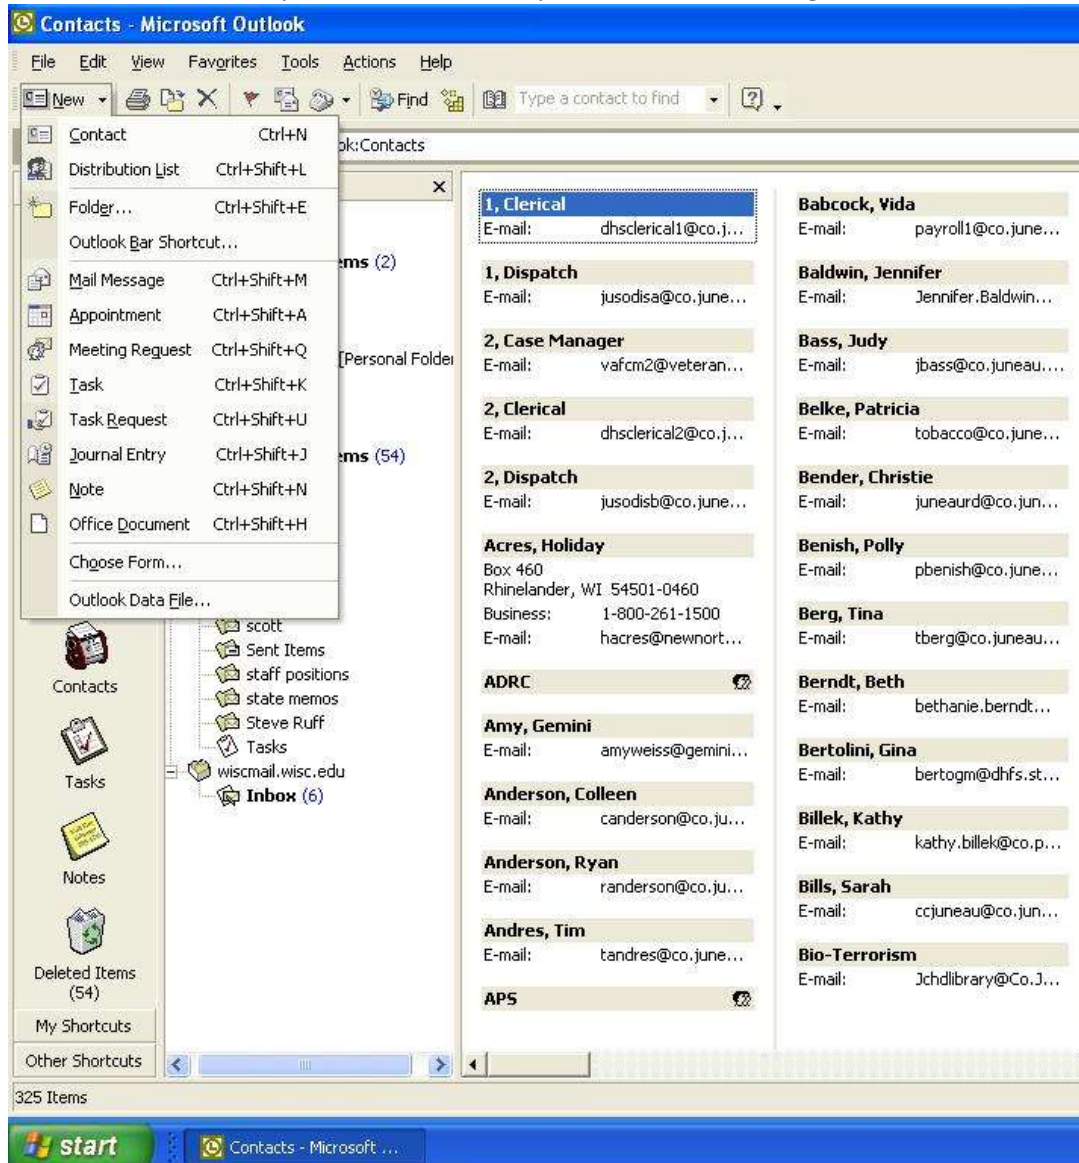 Contacts - Microsoft Outlook
File Edit View Favorites Tools Actions Help
New Find Type a contact to find
Contact Ctrl+N
Distribution List Ctrl+Shift+L
Folder... Ctrl+Shift+E
Outlook Bar Shortcut...
Mail Message Ctrl+Shift+M
Appointment Ctrl+Shift+A
Meeting Request Ctrl+Shift+Q
Task Ctrl+Shift+K
Task Request Ctrl+Shift+U
Journal Entry Ctrl+Shift+J
Note Ctrl+Shift+N
Office Document Ctrl+Shift+H
Choose Form...
Outlook Data File...
ok:Contacts
ems (2)
[Personal Folder
ems (54)
scott
Sent Items
staff positions
state memos
Steve Ruff
Tasks
wiscmail.wisc.edu
Inbox (6)
Contacts
Tasks
Notes
Deleted Items
(54)
My Shortcuts
Other Shortcuts
1, Clerical
E-mail: dhsclerical1@co.j...
1, Dispatch
E-mail: jusodisa@co.june...
2, Case Manager
E-mail: vafcm2@veteran...
2, Clerical
E-mail: dhsclerical2@co.j...
2, Dispatch
E-mail: jusodisb@co.june...
Acres, Holiday
Box 460
Rhinelander, WI 54501-0460
Business: 1-800-261-1500
E-mail: hacres@newnort...
ADRC
Amy, Gemini
E-mail: amyweiss@gemini...
Anderson, Colleen
E-mail: canderson@co.ju...
Anderson, Ryan
E-mail: randerson@co.ju...
Andres, Tim
E-mail: tandres@co.june...
APS
Babcock, Vida
E-mail: payroll1@co.june...
Baldwin, Jennifer
E-mail: Jennifer.Baldwin...
Bass, Judy
E-mail: jbass@co.juneau....
Belke, Patricia
E-mail: tobacco@co.june...
Bender, Christie
E-mail: juneaurd@co.jun...
Benish, Polly
E-mail: pbenish@co.june...
Berg, Tina
E-mail: tberg@co.juneau...
Berndt, Beth
E-mail: bethanie.berndt...
Bertolini, Gina
E-mail: bertogm@dhfs.st...
Billek, Kathy
E-mail: kathy.billek@co.p...
Bills, Sarah
E-mail: ccjuneau@co.jun...
Bio-Terrorism
E-mail: Jchdlibrary@Co.J...
325 Items
start Contacts - Microsoft ...